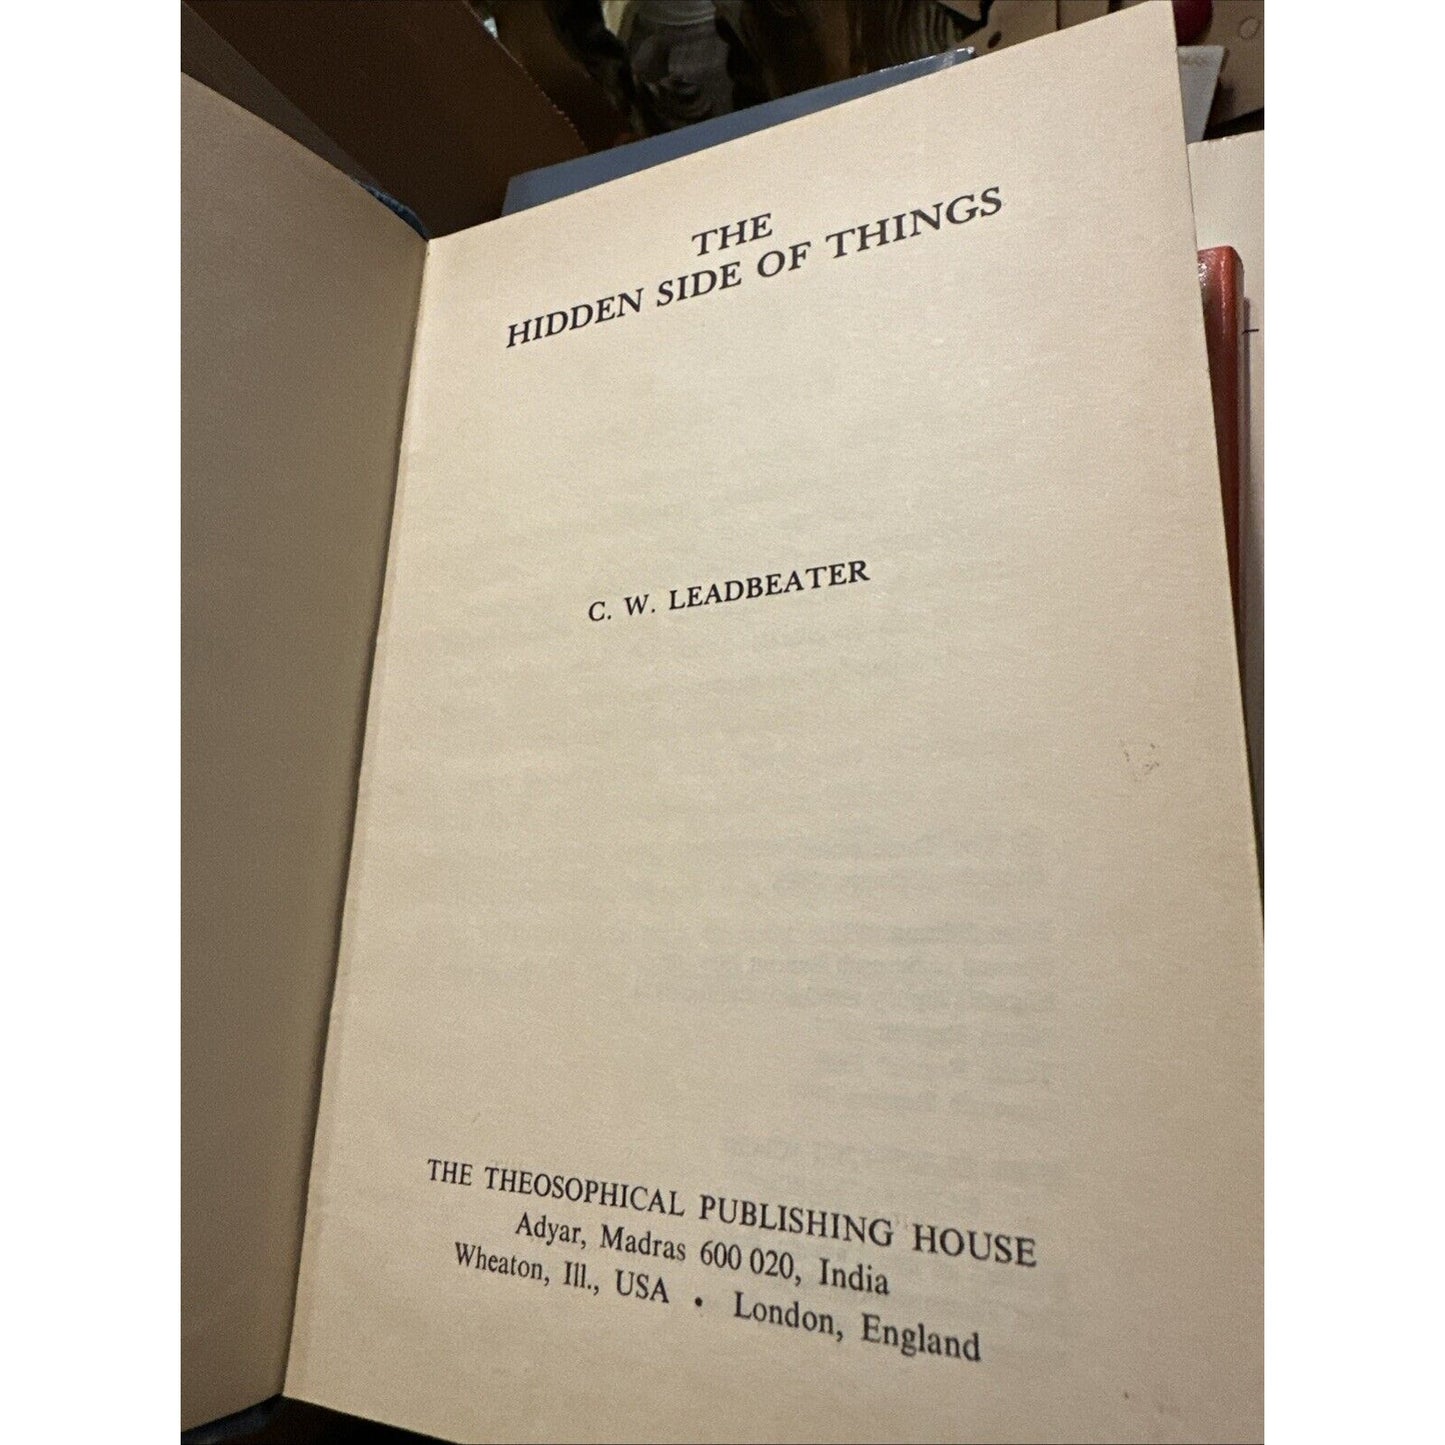 THE
HIDDEN SIDE OF THINGS
C. W. LEADBEATER
THE THEOSOPHICAL PUBLISHING HOUSE
Adyar, Madras 600 020, India
Wheaton, Ill., USA • London, England